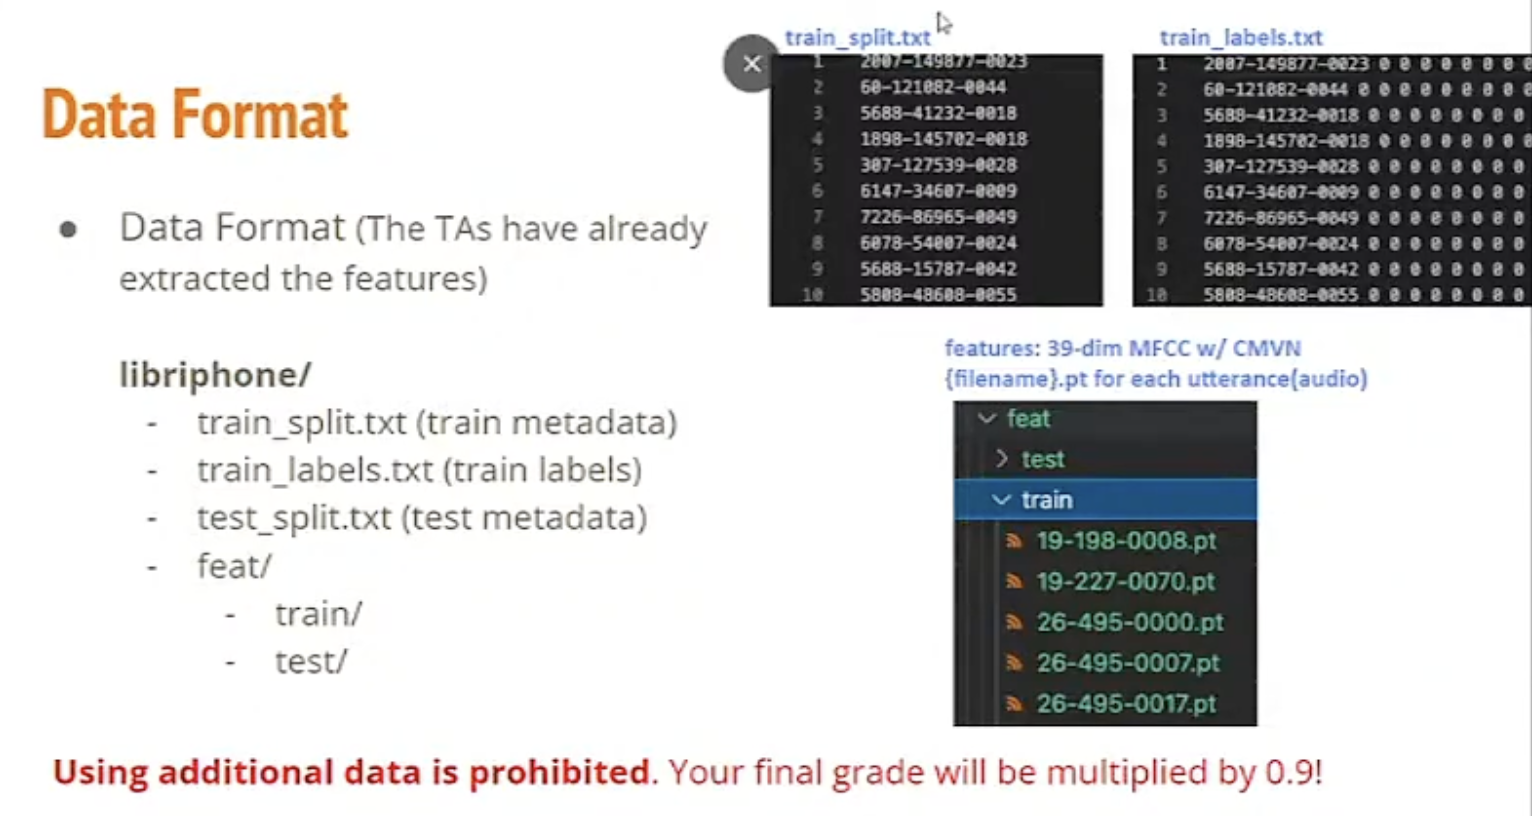 Data Format
● Data Format (The TAs have already
extracted the features)
libriphone/
- train_split.txt (train metadata)
- train_labels.txt (train labels)
- test_split.txt (test metadata)
- feat/
- train/
- test/
train_split.txt
1 2007-149877-0023
2 60-121082-0044
3 5688-41232-0018
4 1898-145702-0018
5 307-127539-0028
6 6147-34607-0009
7 7226-86965-0049
8 6078-54007-0024
9 5688-15787-0042
10 5808-48608-0055
train_labels.txt
1 2007-149877-0023 0 0 0 0 0 0 0 0
2 60-121082-0044 0 0 0 0 0 0 0 0 0
3 5688-41232-0018 0 0 0 0 0 0 0 0
4 1898-145702-0018 0 0 0 0 0 0 0
5 307-127539-0028 0 0 0 0 0 0 0 0
6 6147-34607-0009 0 0 0 0 0 0 0 0
7 7226-86965-0049 0 0 0 0 0 0 0 0
8 6078-54007-0024 0 0 0 0 0 0 0 0
9 5688-15787-0042 0 0 0 0 0 0 0 0
10 5808-48608-0055 0 0 0 0 0 0 0 0
features: 39-dim MFCC w/ CMVN
{filename}.pt for each utterance(audio)
feat
test
train
19-198-0008.pt
19-227-0070.pt
26-495-0000.pt
26-495-0007.pt
26-495-0017.pt
Using additional data is prohibited. Your final grade will be multiplied by 0.9!